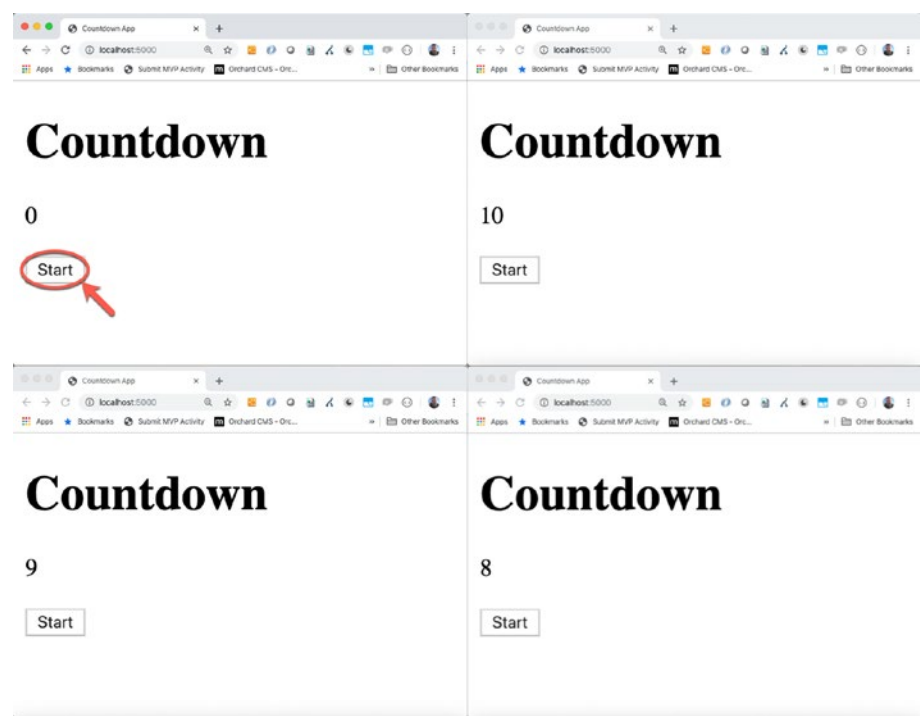 Countdown App
localhost:5000
Apps Bookmarks Submit MVP Activity Orchard CMS - Orc... » Other Bookmarks
Countdown
0
Start
Countdown App
localhost:5000
Apps Bookmarks Submit MVP Activity Orchard CMS - Orc... » Other Bookmarks
Countdown
10
Start
Countdown App
localhost:5000
Apps Bookmarks Submit MVP Activity Orchard CMS - Orc... » Other Bookmarks
Countdown
9
Start
Countdown App
localhost:5000
Apps Bookmarks Submit MVP Activity Orchard CMS - Orc... » Other Bookmarks
Countdown
8
Start